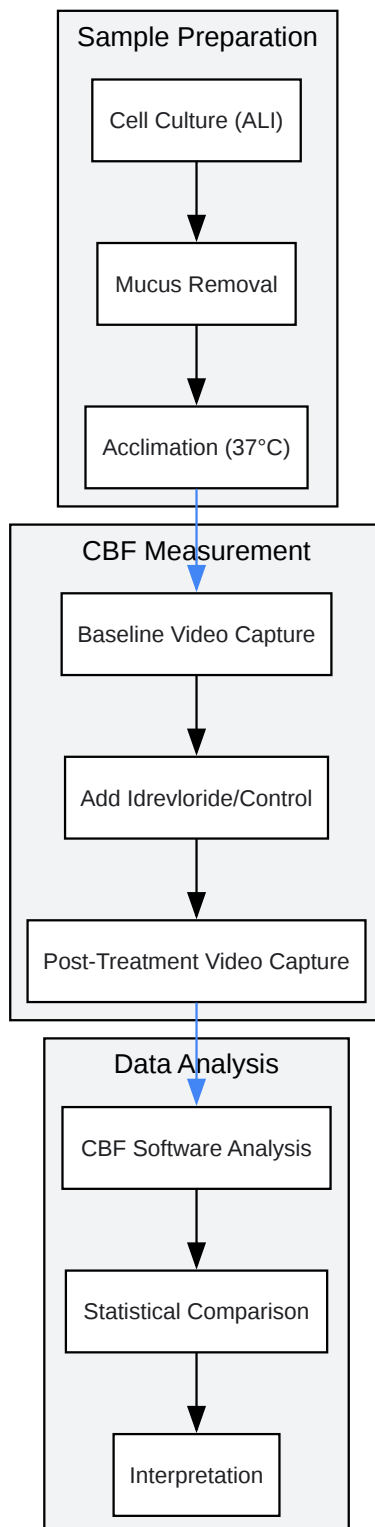 Sample Preparation
Cell Culture (ALI)
Mucus Removal
Acclimation (37°C)
CBF Measurement
Baseline Video Capture
Add Idrevloride/Control
Post-Treatment Video Capture
Data Analysis
CBF Software Analysis
Statistical Comparison
Interpretation